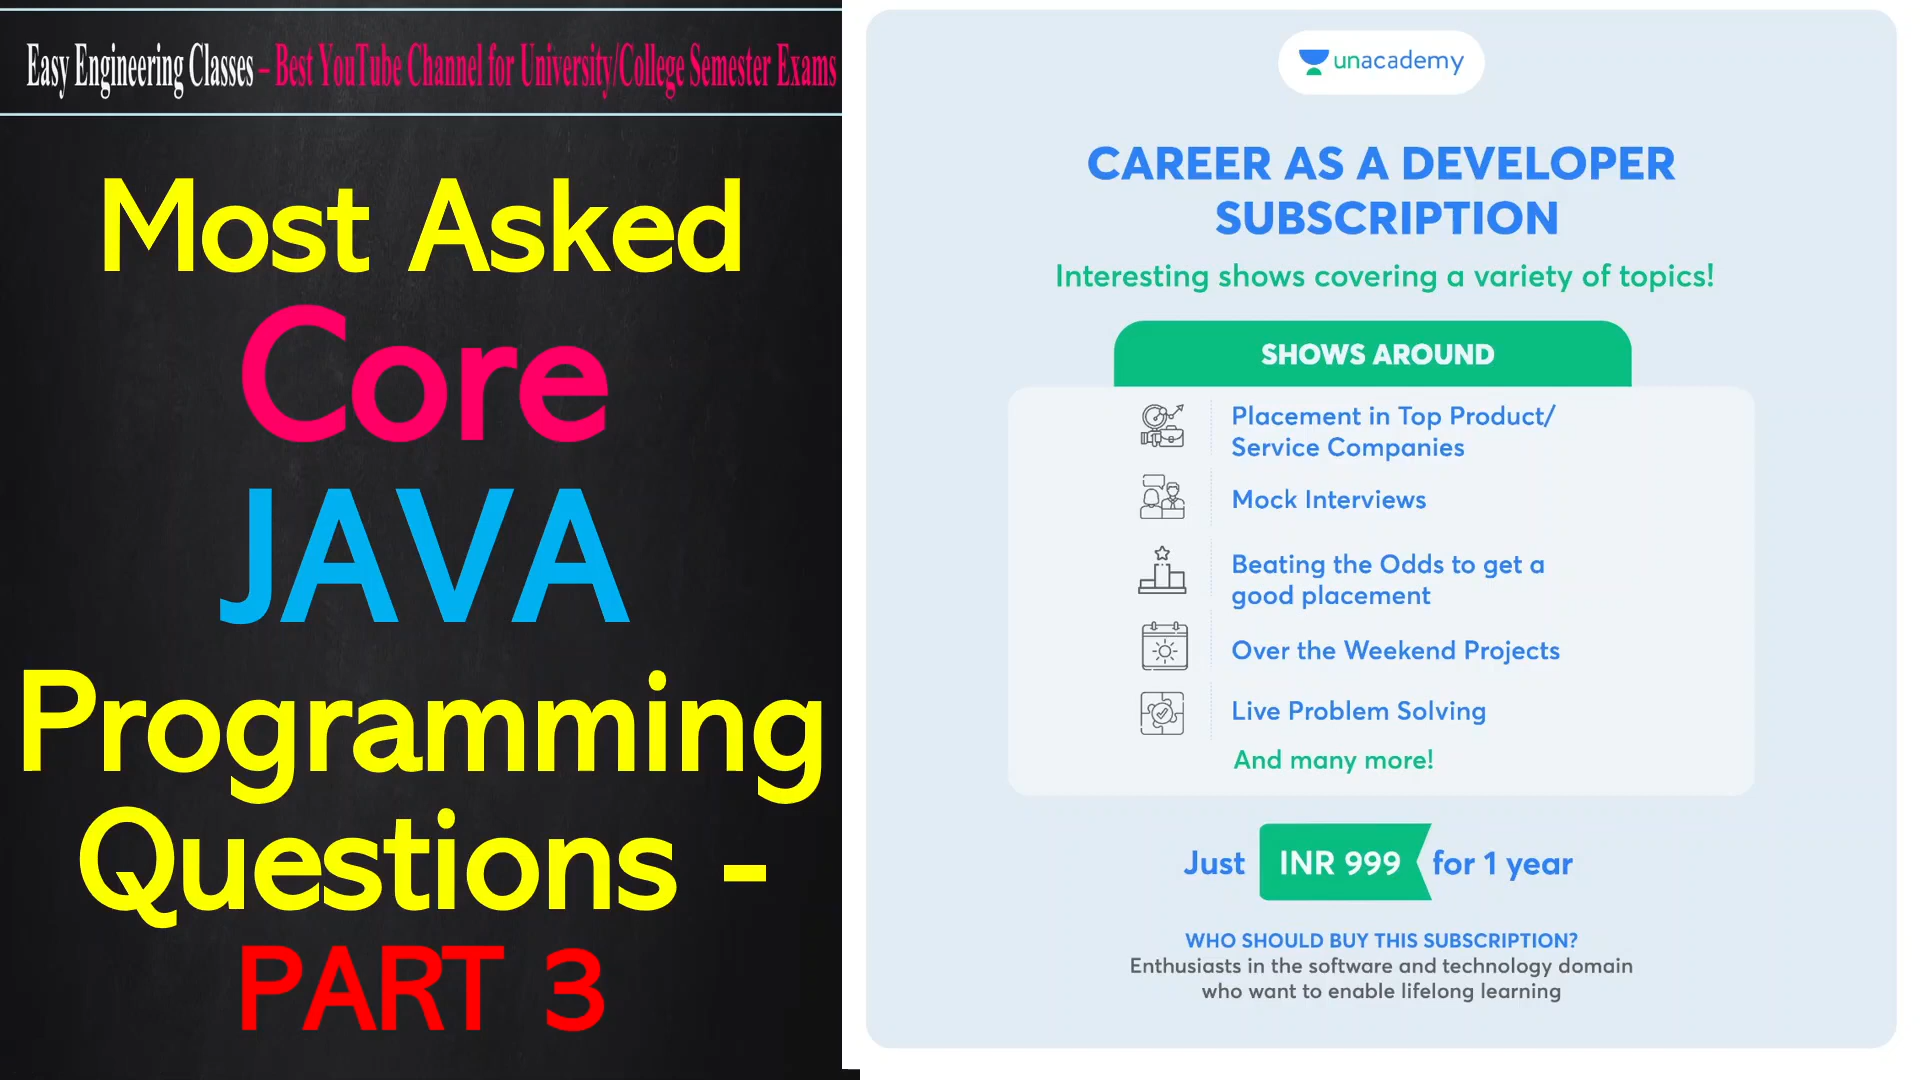 Easy Engineering Classes – Best YouTube Channel for University/College Semester Exams
Most Asked
Core
JAVA
Programming
Questions -
PART 3
unacademy
CAREER AS A DEVELOPER
SUBSCRIPTION
Interesting shows covering a variety of topics!
SHOWS AROUND
Placement in Top Product/
Service Companies
Mock Interviews
Beating the Odds to get a
good placement
Over the Weekend Projects
Live Problem Solving
And many more!
Just INR 999 for 1 year
WHO SHOULD BUY THIS SUBSCRIPTION?
Enthusiasts in the software and technology domain
who want to enable lifelong learning